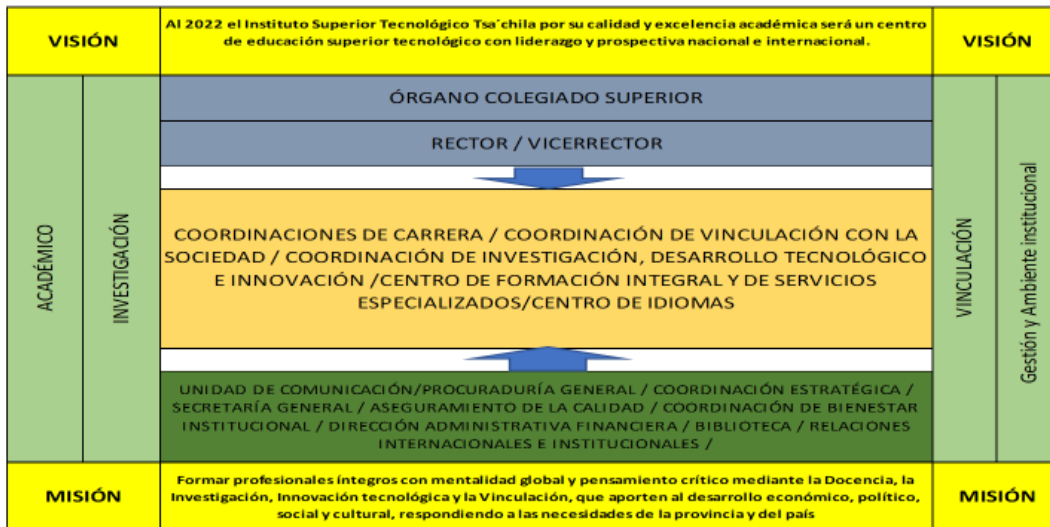 VISIÓN
Al 2022 el Instituto Superior Tecnológico Tsa´chila por su calidad y excelencia académica será un centro
de educación superior tecnológico con liderazgo y prospectiva nacional e internacional.
VISIÓN
ACADÉMICO
INVESTIGACIÓN
ÓRGANO COLEGIADO SUPERIOR
RECTOR / VICERRECTOR
COORDINACIONES DE CARRERA / COORDINACIÓN DE VINCULACIÓN CON LA
SOCIEDAD / COORDINACIÓN DE INVESTIGACIÓN, DESARROLLO TECNOLÓGICO
E INNOVACIÓN /CENTRO DE FORMACIÓN INTEGRAL Y DE SERVICIOS
ESPECIALIZADOS/CENTRO DE IDIOMAS
UNIDAD DE COMUNICACIÓN/PROCURADURÍA GENERAL / COORDINACIÓN ESTRATÉGICA /
SECRETARÍA GENERAL / ASEGURAMIENTO DE LA CALIDAD / COORDINACIÓN DE BIENESTAR
INSTITUCIONAL / DIRECCIÓN ADMINISTRATIVA FINANCIERA / BIBLIOTECA / RELACIONES
INTERNACIONALES E INSTITUCIONALES /
VINCULACIÓN
Gestión y Ambiente institucional
MISIÓN
Formar profesionales íntegros con mentalidad global y pensamiento crítico mediante la Docencia, la
Investigación, Innovación tecnológica y la Vinculación, que aporten al desarrollo económico, político,
social y cultural, respondiendo a las necesidades de la provincia y del país
MISIÓN